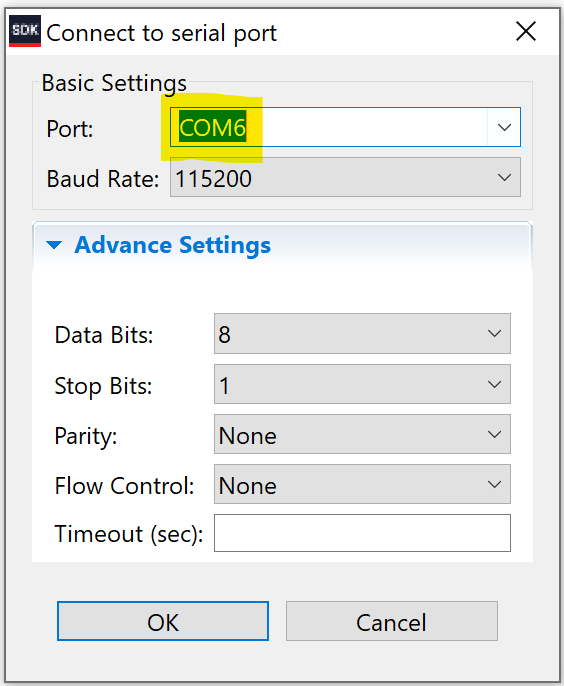 SDK Connect to serial port
Basic Settings
Port: COM6
Baud Rate: 115200
Advance Settings
Data Bits: 8
Stop Bits: 1
Parity: None
Flow Control: None
Timeout (sec):
OK Cancel